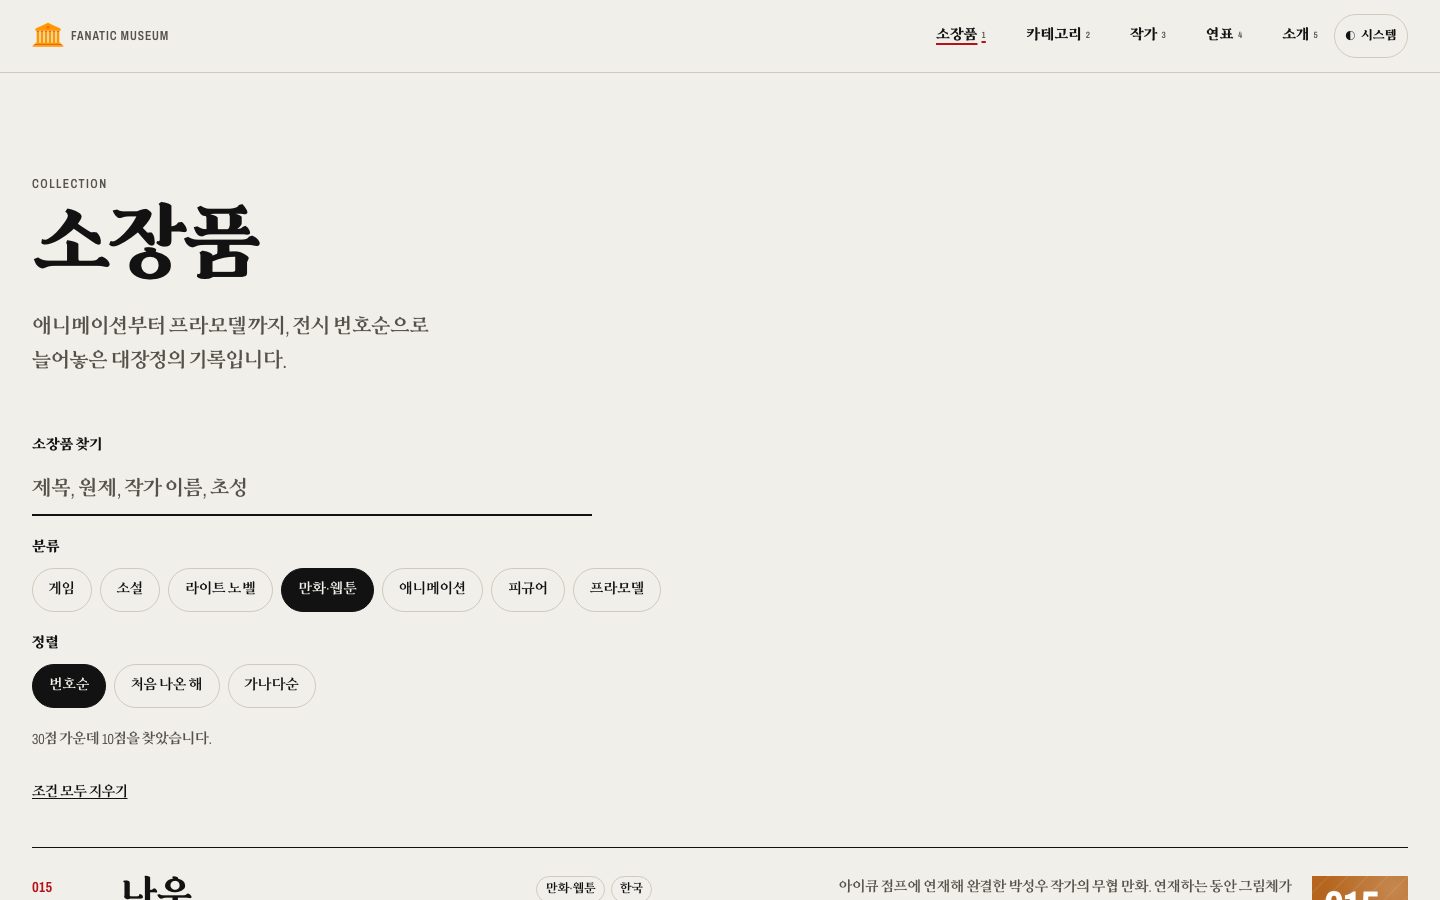 FANATIC MUSEUM
소장품 1 카테고리 2 작가 3 연표 4 소개 5 시스템
COLLECTION
소장품
애니메이션부터 프라모델까지, 전시 번호순으로
늘어놓은 대장정의 기록입니다.
소장품 찾기
제목, 원제, 작가 이름, 초성
분류
게임 소설 라이트 노벨 만화·웹툰 애니메이션 피규어 프라모델
정렬
번호순 처음 나온 해 가나다순
30점 가운데 10점을 찾았습니다.
조건 모두 지우기
015 나우 만화·웹툰 한국 아이큐 점프에 연재해 완결한 박성우 작가의 무협 만화. 연재하는 동안 그림체가 015